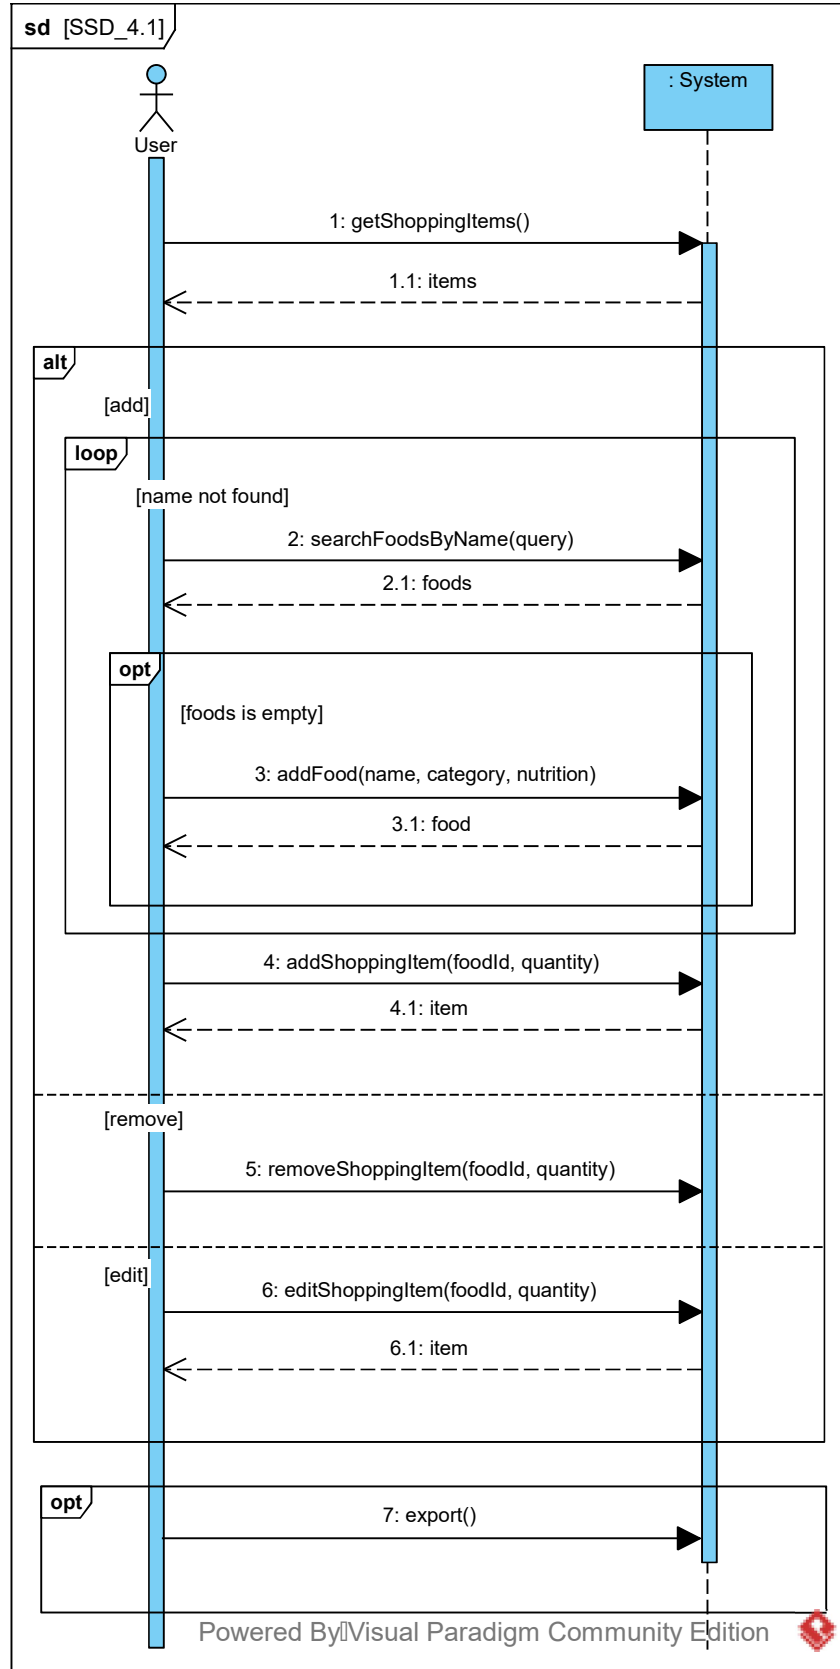 sd [SSD_4.1]
: System
User
1: getShoppingItems()
1.1: items
alt
[add]
loop
[name not found]
2: searchFoodsByName(query)
2.1: foods
opt
[foods is empty]
3: addFood(name, category, nutrition)
3.1: food
4: addShoppingItem(foodId, quantity)
4.1: item
[remove]
5: removeShoppingItem(foodId, quantity)
[edit]
6: editShoppingItem(foodId, quantity)
6.1: item
opt
7: export()
Powered By Visual Paradigm Community Edition